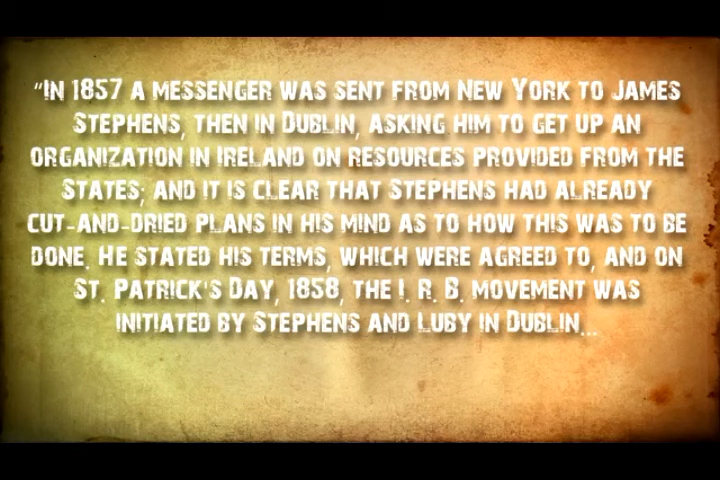 "In 1857 a messenger was sent from New York to James
Stephens, then in Dublin, asking him to get up an
organization in Ireland on resources provided from the
States; and it is clear that Stephens had already
cut-and-dried plans in his mind as to how this was to be
done. He stated his terms, which were agreed to, and on
St. Patrick's Day, 1858, the I. R. B. movement was
initiated by Stephens and Luby in Dublin...